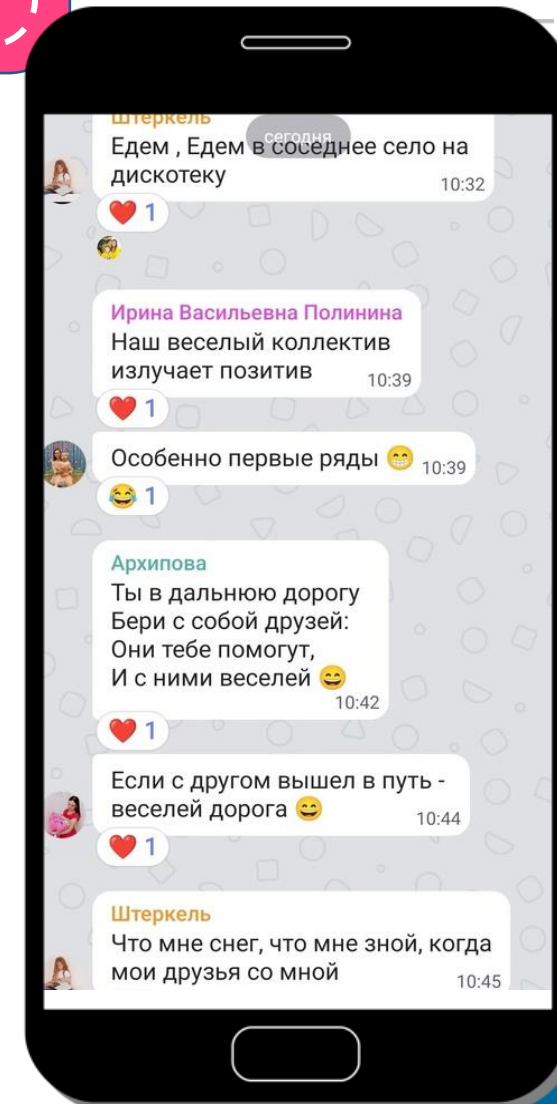 Штеркель
сегодня
Едем , Едем в соседнее село на
дискотеку
10:32
❤️ 1
Ирина Васильевна Полинина
Наш веселый коллектив
излучает позитив
10:39
❤️ 1
Особенно первые ряды 😁 10:39
😂 1
Архипова
Ты в дальнюю дорогу
Бери с собой друзей:
Они тебе помогут,
И с ними веселей 😄
10:42
❤️ 1
Если с другом вышел в путь -
веселей дорога 😄
10:44
❤️ 1
Штеркель
Что мне снег, что мне зной, когда
мои друзья со мной
10:45